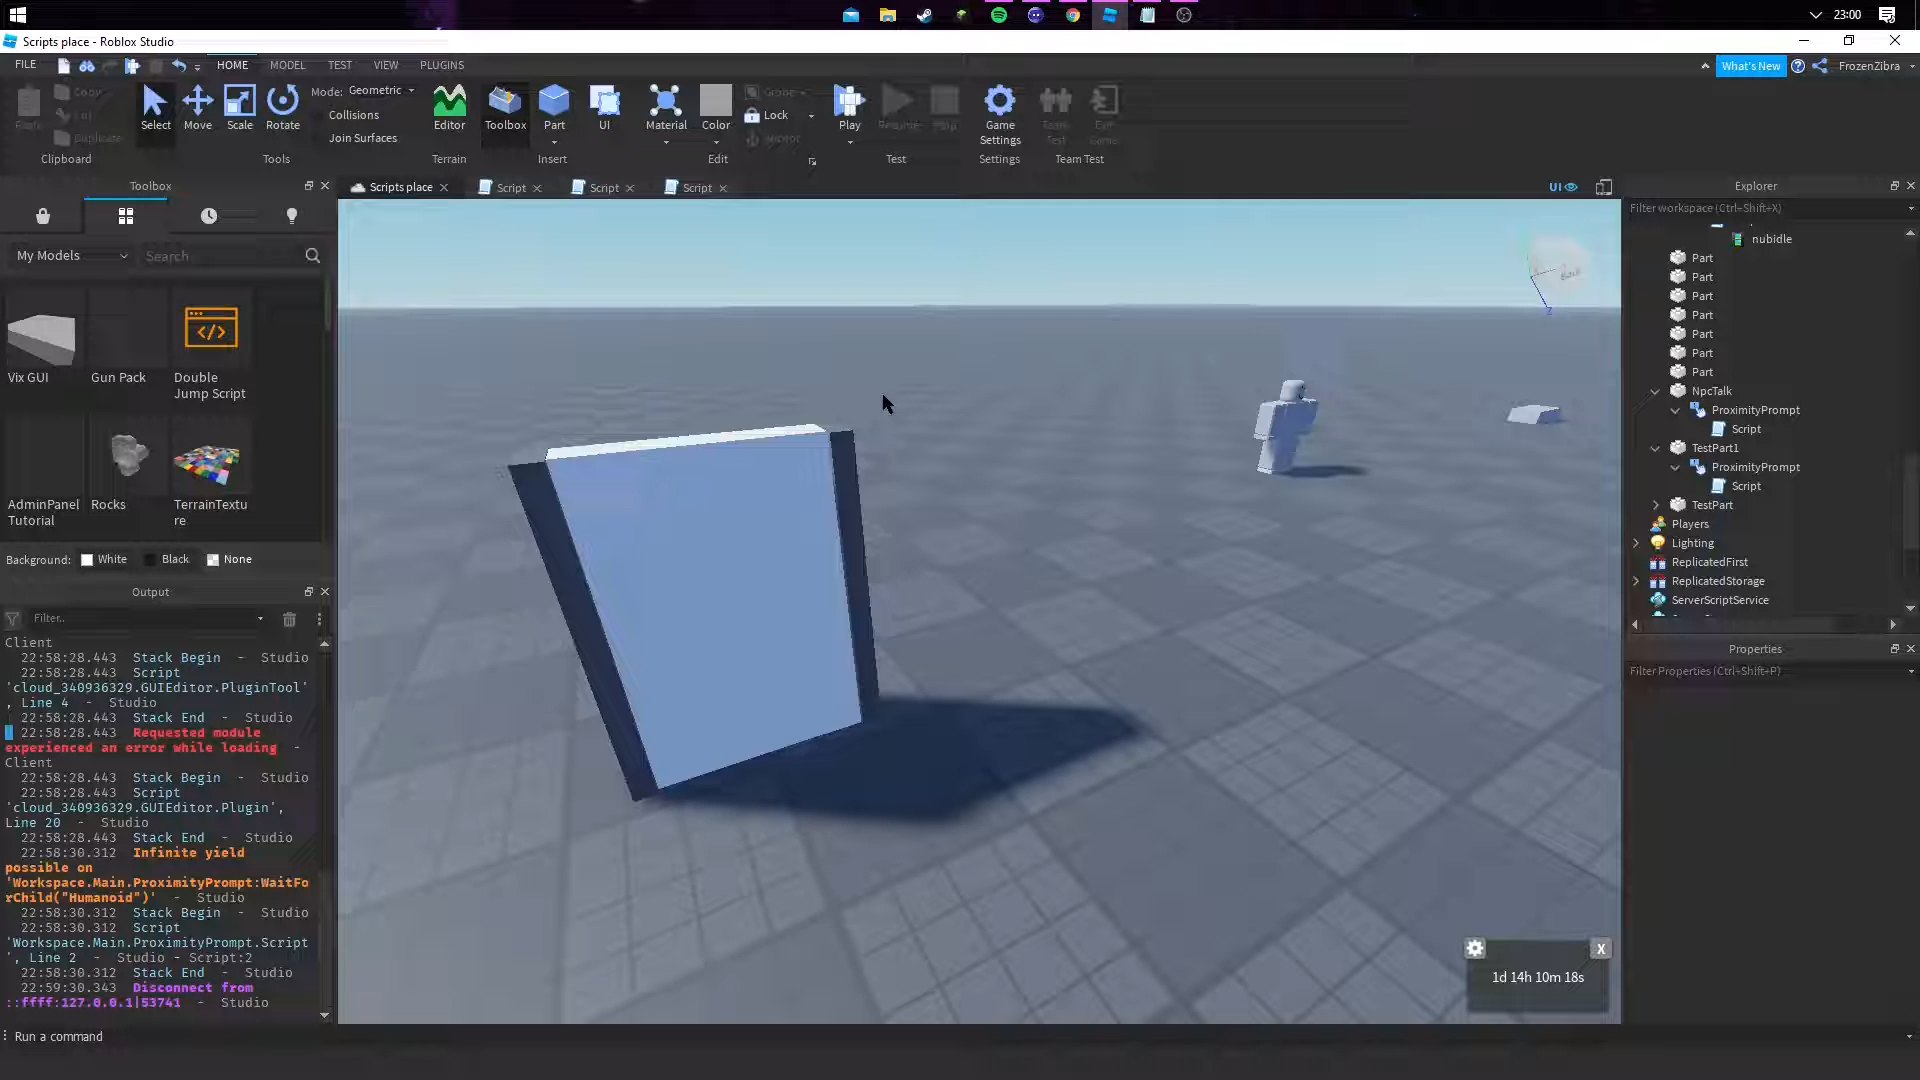 23:00
Scripts place - Roblox Studio
FILE
HOME
MODEL
TEST
VIEW
PLUGINS
What's New
FrozenZibra
Copy
Duplicate
Clipboard
Select
Move
Scale
Rotate
Mode: Geometric
Collisions
Join Surfaces
Tools
Editor
Terrain
Toolbox
Part
UI
Insert
Material
Color
Lock
Edit
Play
Test
Game
Settings
Settings
Team
Test
Team Test
Toolbox
Scripts place
Script
Script
Script
UI
Explorer
My Models
Search
Vix GUI
Gun Pack
Double
Jump Script
AdminPanel
Tutorial
Rocks
TerrainTextu
re
Background:
White
Black
None
Output
Filter..
Client
22:58:28.443 Stack Begin - Studio
22:58:28.443 Script
'cloud_340936329.GUIEditor.PluginTool'
, Line 4 - Studio
22:58:28.443 Stack End - Studio
22:58:28.443 Requested module
experienced an error while loading -
Client
22:58:28.443 Stack Begin - Studio
22:58:28.443 Script
'cloud_340936329.GUIEditor.Plugin',
Line 20 - Studio
22:58:28.443 Stack End - Studio
22:58:30.312 Infinite yield
possible on
'Workspace.Main.ProximityPrompt:WaitFo
rChild("Humanoid")' - Studio
22:58:30.312 Stack Begin - Studio
22:58:30.312 Script
'Workspace.Main.ProximityPrompt.Script
', Line 2 - Studio - Script:2
22:58:30.312 Stack End - Studio
22:59:30.343 Disconnect from
::ffff:127.0.0.1|53741 - Studio
Run a command
Back
Z
1d 14h 10m 18s
X
Filter workspace (Ctrl+Shift+X)
nubidle
Part
Part
Part
Part
Part
Part
Part
NpcTalk
ProximityPrompt
Script
TestPart1
ProximityPrompt
Script
TestPart
Players
Lighting
ReplicatedFirst
ReplicatedStorage
ServerScriptService
Properties
Filter Properties (Ctrl+Shift+P)